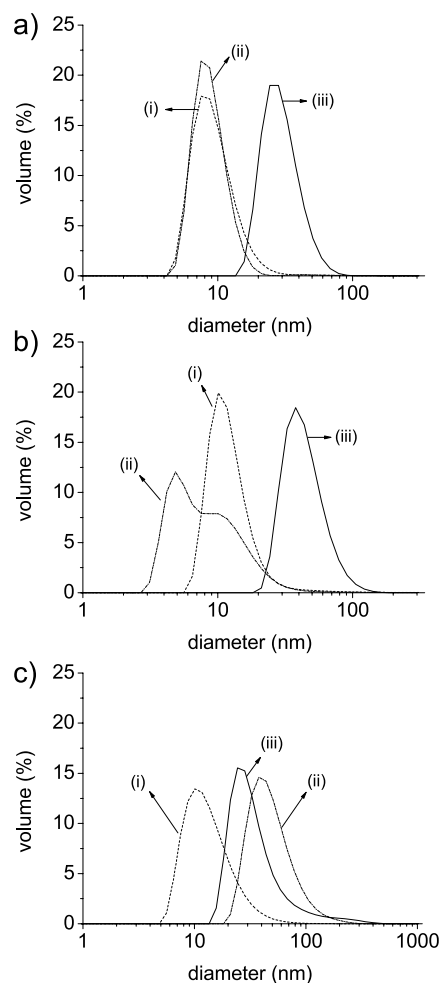 a)
25
20
15
10
5
0
volume (%)
(i)
(ii)
(iii)
1
10
100
diameter (nm)
b)
25
20
15
10
5
0
volume (%)
(i)
(ii)
(iii)
1
10
100
diameter (nm)
c)
25
20
15
10
5
0
volume (%)
(i)
(iii)
(ii)
1
10
100
1000
diameter (nm)